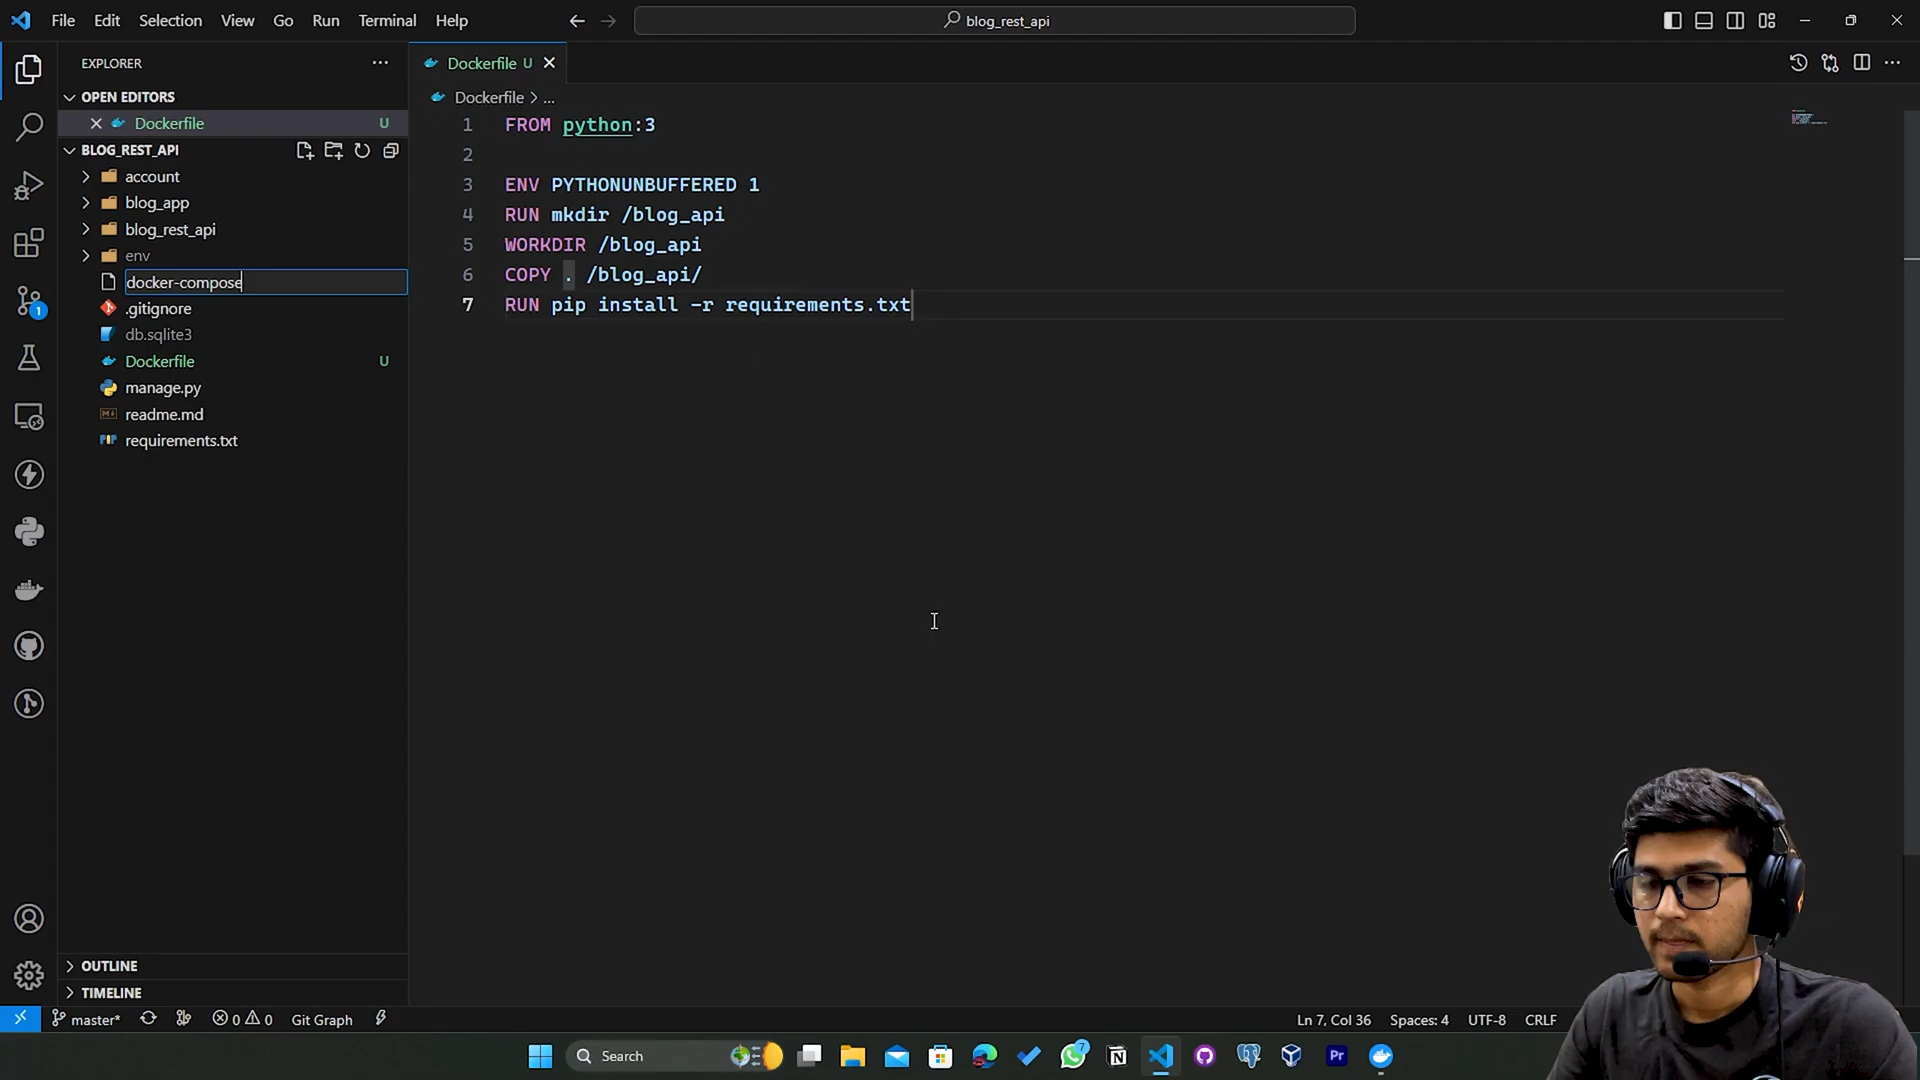 File Edit Selection View Go Run Terminal Help
blog_rest_api
EXPLORER
OPEN EDITORS
Dockerfile U
BLOG_REST_API
account
blog_app
blog_rest_api
env
docker-compose
.gitignore
db.sqlite3
Dockerfile U
manage.py
readme.md
requirements.txt
OUTLINE
TIMELINE
Dockerfile U
Dockerfile > ...
1 FROM python:3
2
3 ENV PYTHONUNBUFFERED 1
4 RUN mkdir /blog_api
5 WORKDIR /blog_api
6 COPY . /blog_api/
7 RUN pip install -r requirements.txt
1
master* 0 0 Git Graph Ln 7, Col 36 Spaces: 4 UTF-8 CRLF
Search 7 Pr